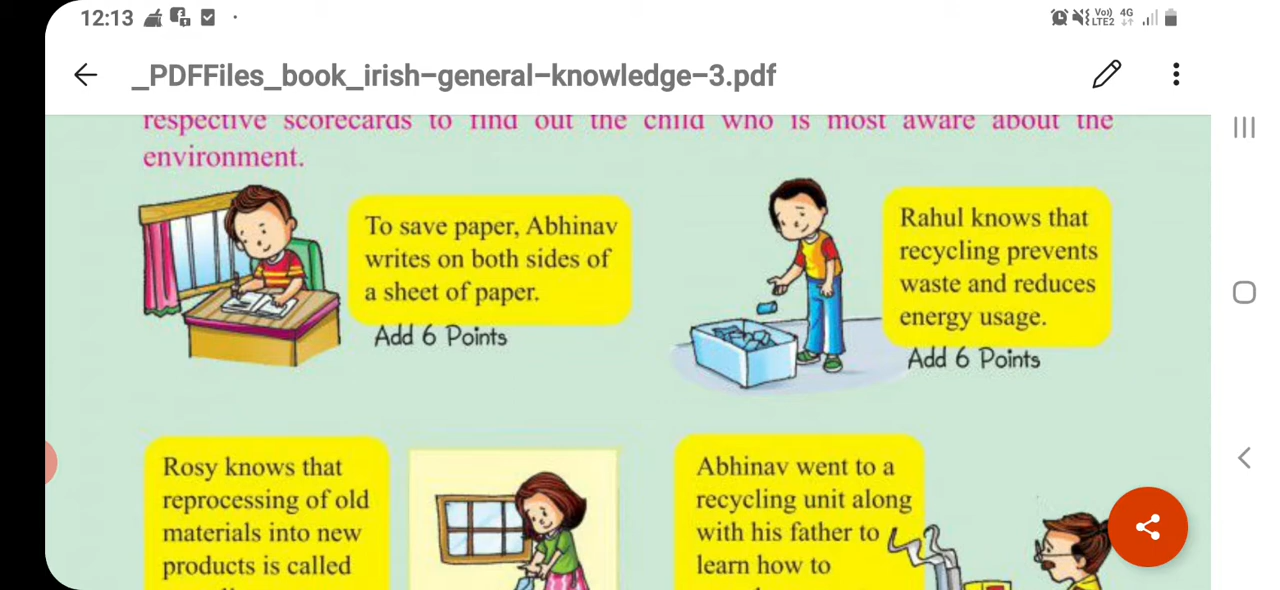 12:13
Vo)) 4G
LTE2
_PDFFiles_book_irish-general-knowledge-3.pdf
respective scorecards to find out the child who is most aware about the
environment.
To save paper, Abhinav
writes on both sides of
a sheet of paper.
Add 6 Points
Rahul knows that
recycling prevents
waste and reduces
energy usage.
Add 6 Points
Rosy knows that
reprocessing of old
materials into new
products is called
Abhinav went to a
recycling unit along
with his father to
learn how to